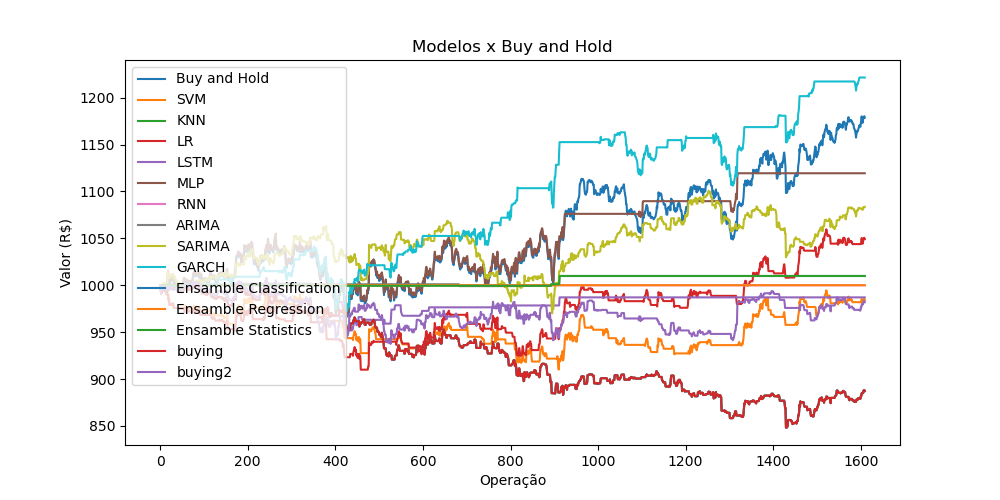 Modelos x Buy and Hold
Valor (R$)
1200
1150
1100
1050
1000
950
900
850
Buy and Hold
SVM
KNN
LR
LSTM
MLP
RNN
ARIMA
SARIMA
GARCH
Ensamble Classification
Ensamble Regression
Ensamble Statistics
buying
buying2
0 200 400 600 800 1000 1200 1400 1600
Operação